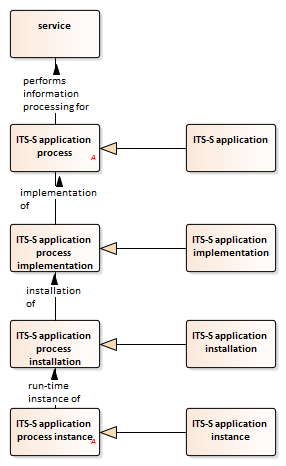 service
performs
information
processing for
ITS-S application
process
A
ITS-S application
implementation
of
ITS-S application
process
implementation
ITS-S application
implementation
installation
of
ITS-S application
process
installation
ITS-S application
installation
run-time
instance of
ITS-S application
process instance
A
ITS-S application
instance